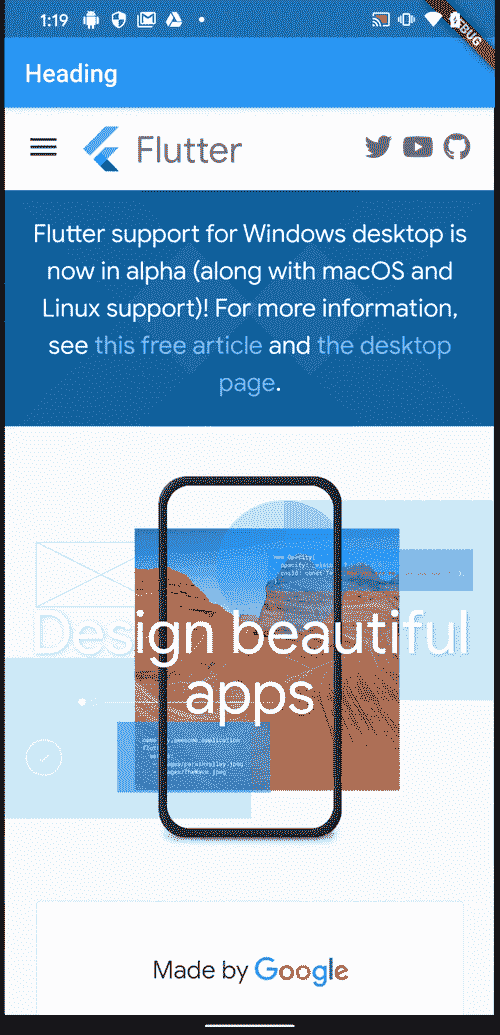 1:19
DEBUG
Heading
Flutter
Flutter support for Windows desktop is
now in alpha (along with macOS and
Linux support)! For more information,
see this free article and the desktop
page.
Design beautiful
apps
Made by Google